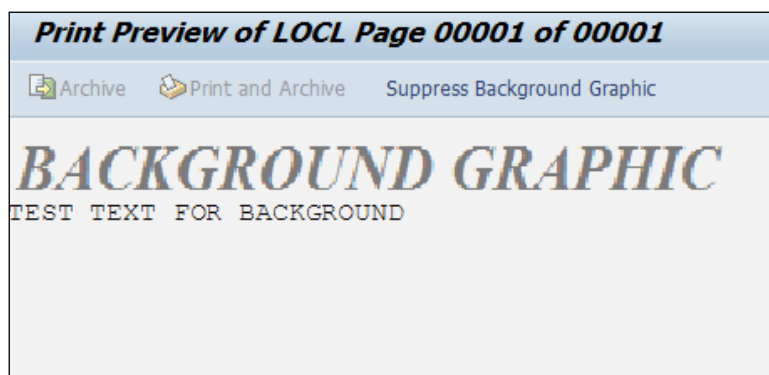 Print Preview of LOCL Page 00001 of 00001
Archive Print and Archive Suppress Background Graphic
BACKGROUND GRAPHIC
TEST TEXT FOR BACKGROUND